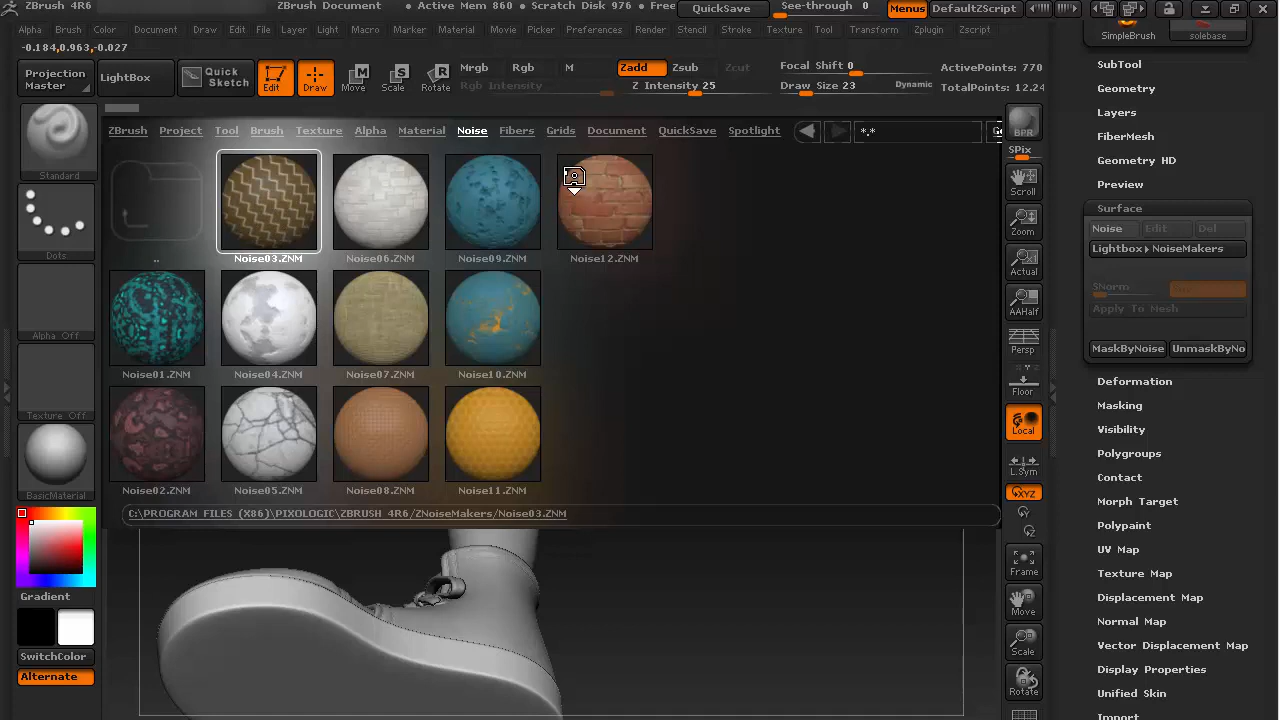 ZBrush 4R6 ZBrush Document • Active Mem 860 • Scratch Disk 976 • Free QuickSave See-through 0 Menus DefaultZScript
Alpha Brush Color Document Draw Edit File Layer Light Macro Marker Material Movie Picker Preferences Render Stencil Stroke Texture Tool Transform Zplugin Zscript
-0.184,0.963,-0.027
Projection Master
LightBox
Quick Sketch
Edit
Draw
Move
Scale
Rotate
Mrgb Rgb M
Rgb Intensity
Zadd Zsub Zcut
Z Intensity 25
Focal Shift 0
Draw Size 23 Dynamic
ActivePoints: 770
TotalPoints: 12.24
ZBrush Project Tool Brush Texture Alpha Material Noise Fibers Grids Document QuickSave Spotlight *.*
.. Noise03.ZNM Noise06.ZNM Noise09.ZNM Noise12.ZNM
Noise01.ZNM Noise04.ZNM Noise07.ZNM Noise10.ZNM
Noise02.ZNM Noise05.ZNM Noise08.ZNM Noise11.ZNM
C:\PROGRAM FILES (X86)\PIXOLOGIC\ZBRUSH 4R6/ZNoiseMakers/Noise03.ZNM
Standard
Dots
Alpha Off
Texture Off
BasicMaterial
Gradient
SwitchColor
Alternate
BPR
SPix
Scroll
Zoom
Actual
AAHalf
Persp
Floor
Local
L.Sym
XYZ
Frame
Move
Scale
Rotate
SimpleBrush solebase
SubTool
Geometry
Layers
FiberMesh
Geometry HD
Preview
Surface
Noise Edit Del
Lightbox▸NoiseMakers
SNorm
Apply To Mesh
MaskByNoise UnmaskByNo
Deformation
Masking
Visibility
Polygroups
Contact
Morph Target
Polypaint
UV Map
Texture Map
Displacement Map
Normal Map
Vector Displacement Map
Display Properties
Unified Skin
Import